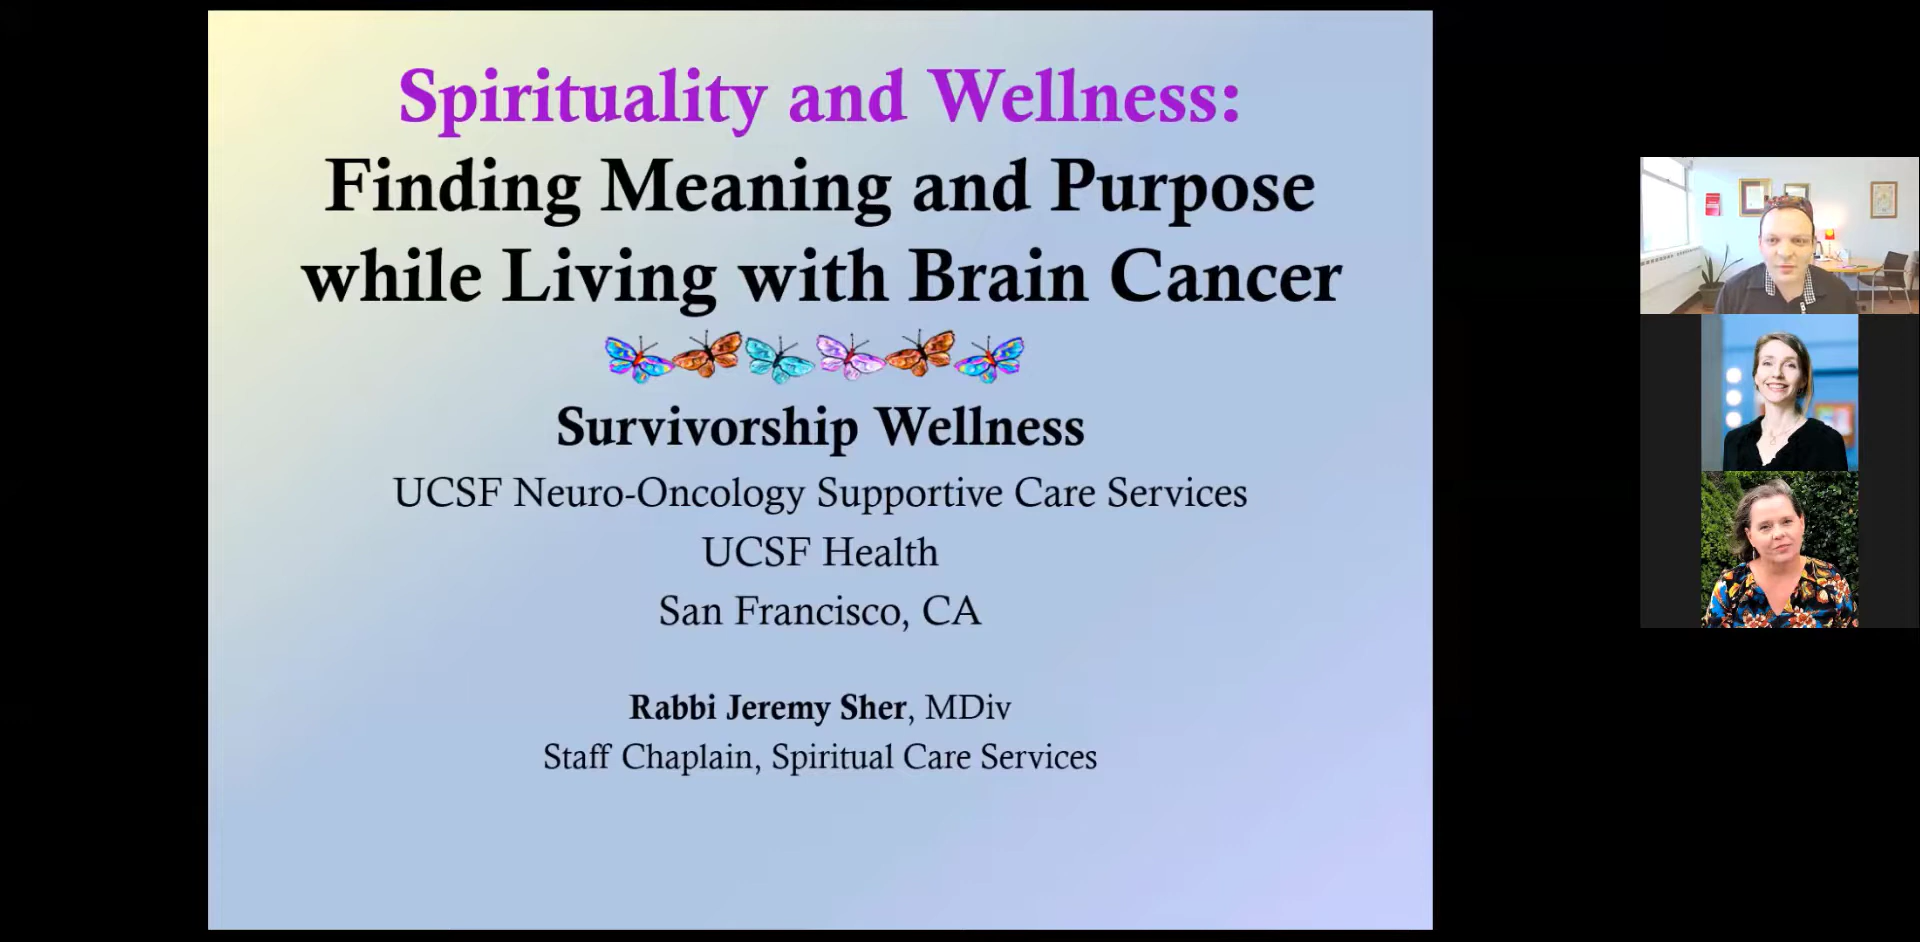 Spirituality and Wellness:
Finding Meaning and Purpose
while Living with Brain Cancer
Survivorship Wellness
UCSF Neuro-Oncology Supportive Care Services
UCSF Health
San Francisco, CA
Rabbi Jeremy Sher, MDiv
Staff Chaplain, Spiritual Care Services